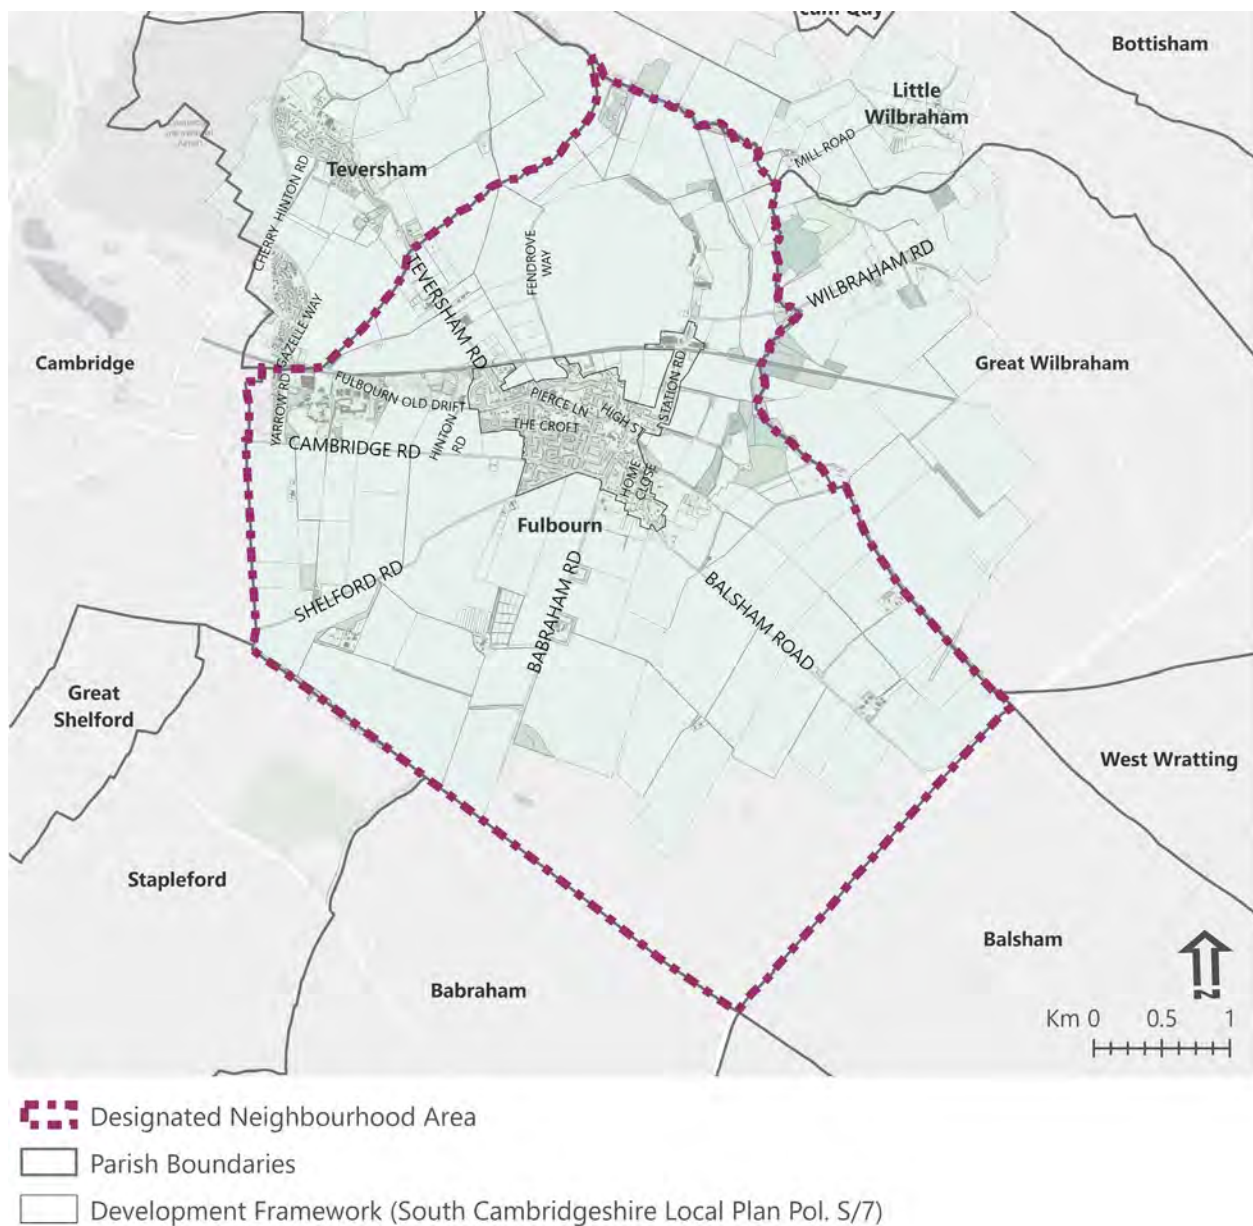 Bottisham
Little
Wilbraham
MILL ROAD
Teversham
CHERRY HINTON RD
TEVERSHAM RD
FENDROVE
WAY
WILBRAHAM RD
GAZELLE WAY
Cambridge
Great Wilbraham
YARROW RD
FULBOURN OLD DRIFT
PIERCE LN
HIGH ST
STATION RD
THE CROFT
HINTON
RD
CAMBRIDGE RD
HOME
CLOSE
Fulbourn
SHELFORD RD
BABRAHAM RD
BALSHAM ROAD
Great
Shelford
West Wratting
Stapleford
Balsham
Babraham
N
Km 0 0.5 1
Designated Neighbourhood Area
Parish Boundaries
Development Framework (South Cambridgeshire Local Plan Pol. S/7)